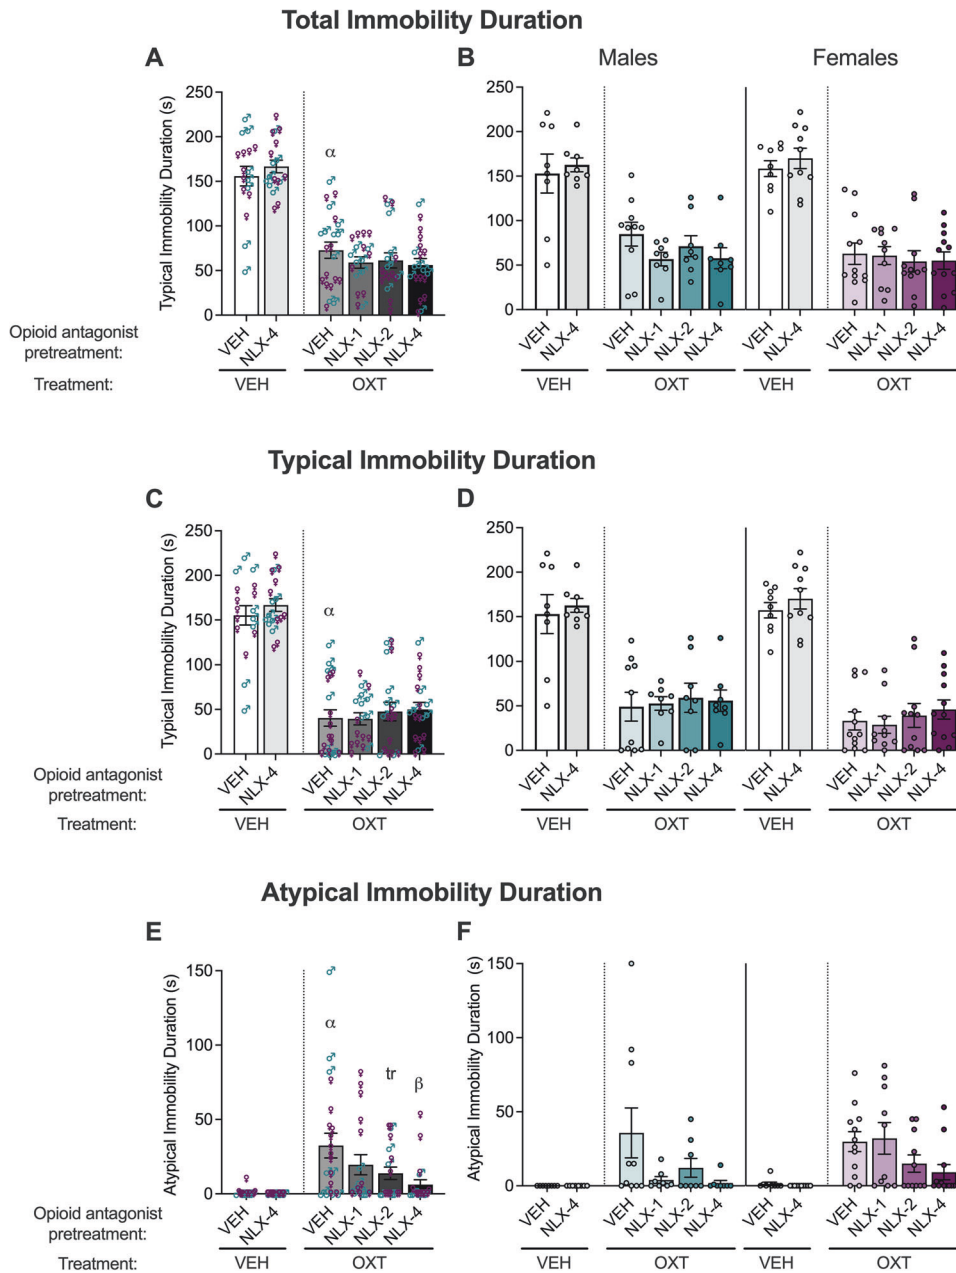 Total Immobility Duration
A
B
Males
Females
Typical Immobility Duration (s)
250
200
150
100
50
0
250
200
150
100
50
0
α
Opioid antagonist
pretreatment:
VEH
NLX-4
VEH
NLX-1
NLX-2
NLX-4
VEH
NLX-4
VEH
NLX-1
NLX-2
NLX-4
VEH
NLX-4
VEH
NLX-1
NLX-2
NLX-4
Treatment:
VEH
OXT
VEH
OXT
VEH
OXT
Typical Immobility Duration
C
D
Typical Immobility Duration (s)
250
200
150
100
50
0
250
200
150
100
50
0
α
Opioid antagonist
pretreatment:
VEH
NLX-4
VEH
NLX-1
NLX-2
NLX-4
VEH
NLX-4
VEH
NLX-1
NLX-2
NLX-4
VEH
NLX-4
VEH
NLX-1
NLX-2
NLX-4
Treatment:
VEH
OXT
VEH
OXT
VEH
OXT
Atypical Immobility Duration
E
F
Atypical Immobility Duration (s)
150
100
50
0
α
tr
β
Atypical Immobility Duration (s)
150
100
50
0
Opioid antagonist
pretreatment:
VEH
NLX-4
VEH
NLX-1
NLX-2
NLX-4
VEH
NLX-4
VEH
NLX-1
NLX-2
NLX-4
VEH
NLX-4
VEH
NLX-1
NLX-2
NLX-4
Treatment:
VEH
OXT
VEH
OXT
VEH
OXT